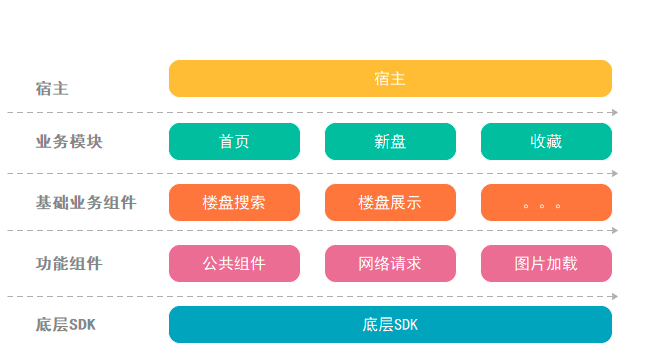 宿主
宿主
业务模块
首页
新盘
收藏
基础业务组件
楼盘搜索
楼盘展示
。。。
功能组件
公共组件
网络请求
图片加载
底层SDK
底层SDK